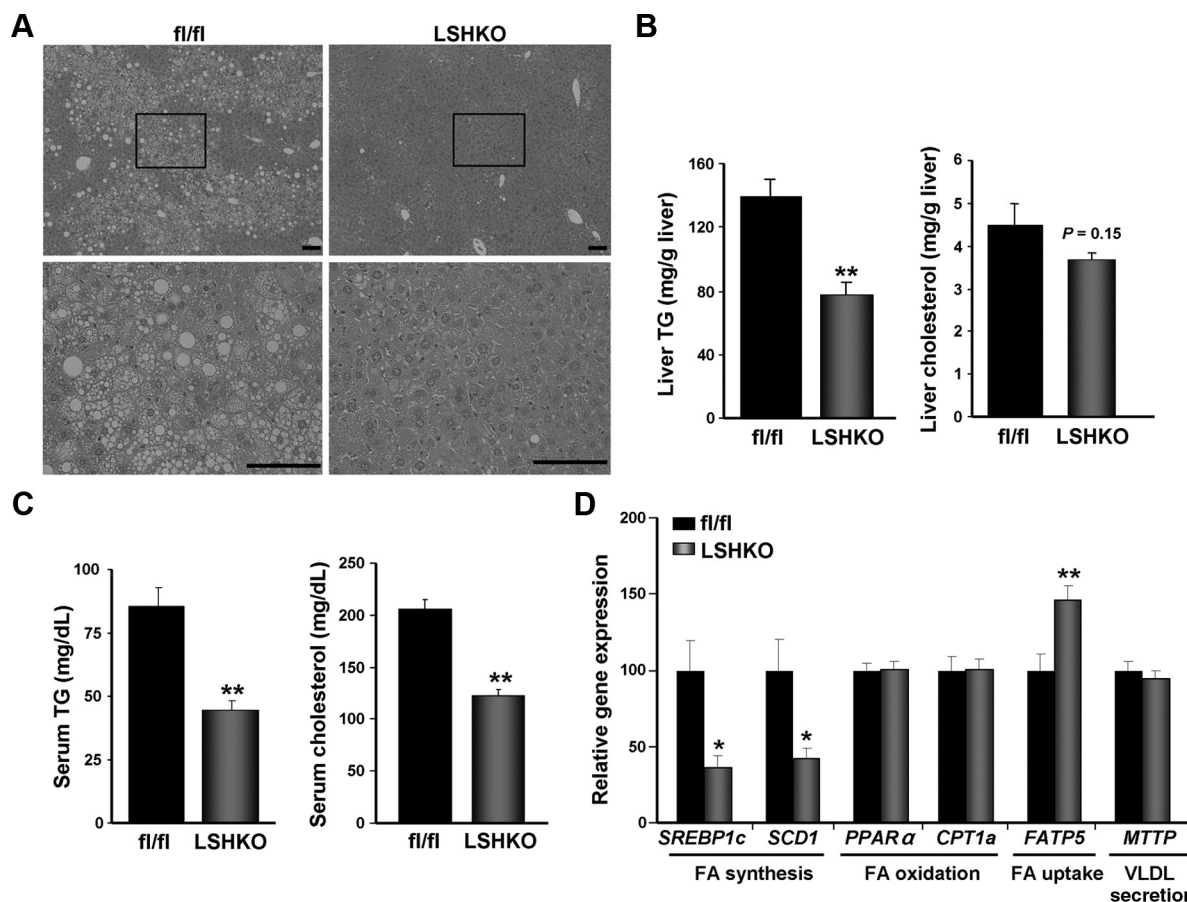 A
fl/fl
LSHKO
B
Liver TG (mg/g liver)
160
120
80
40
0
**
fl/fl
LSHKO
Liver cholesterol (mg/g liver)
6
5
4
3
2
1
0
P = 0.15
fl/fl
LSHKO
C
Serum TG (mg/dL)
100
75
50
25
0
**
fl/fl
LSHKO
Serum cholesterol (mg/dL)
250
200
150
100
50
0
**
fl/fl
LSHKO
D
Relative gene expression
200
150
100
50
0
fl/fl
LSHKO
*
*
**
SREBP1c SCD1 PPARα CPT1a FATP5 MTTP
FA synthesis FA oxidation FA uptake VLDL
secretion